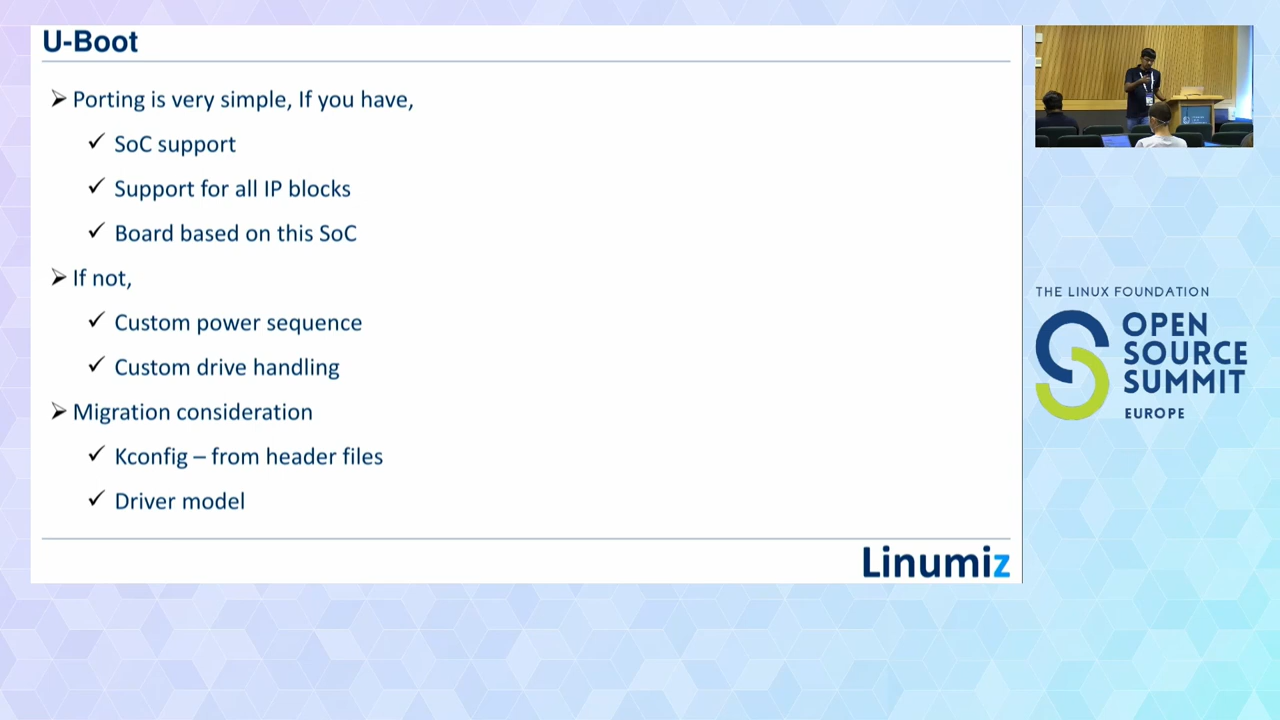 U-Boot
Porting is very simple, If you have,
SoC support
Support for all IP blocks
Board based on this SoC
If not,
Custom power sequence
Custom drive handling
Migration consideration
Kconfig – from header files
Driver model
Linumiz
THE LINUX FOUNDATION
OPEN
SOURCE
SUMMIT
EUROPE